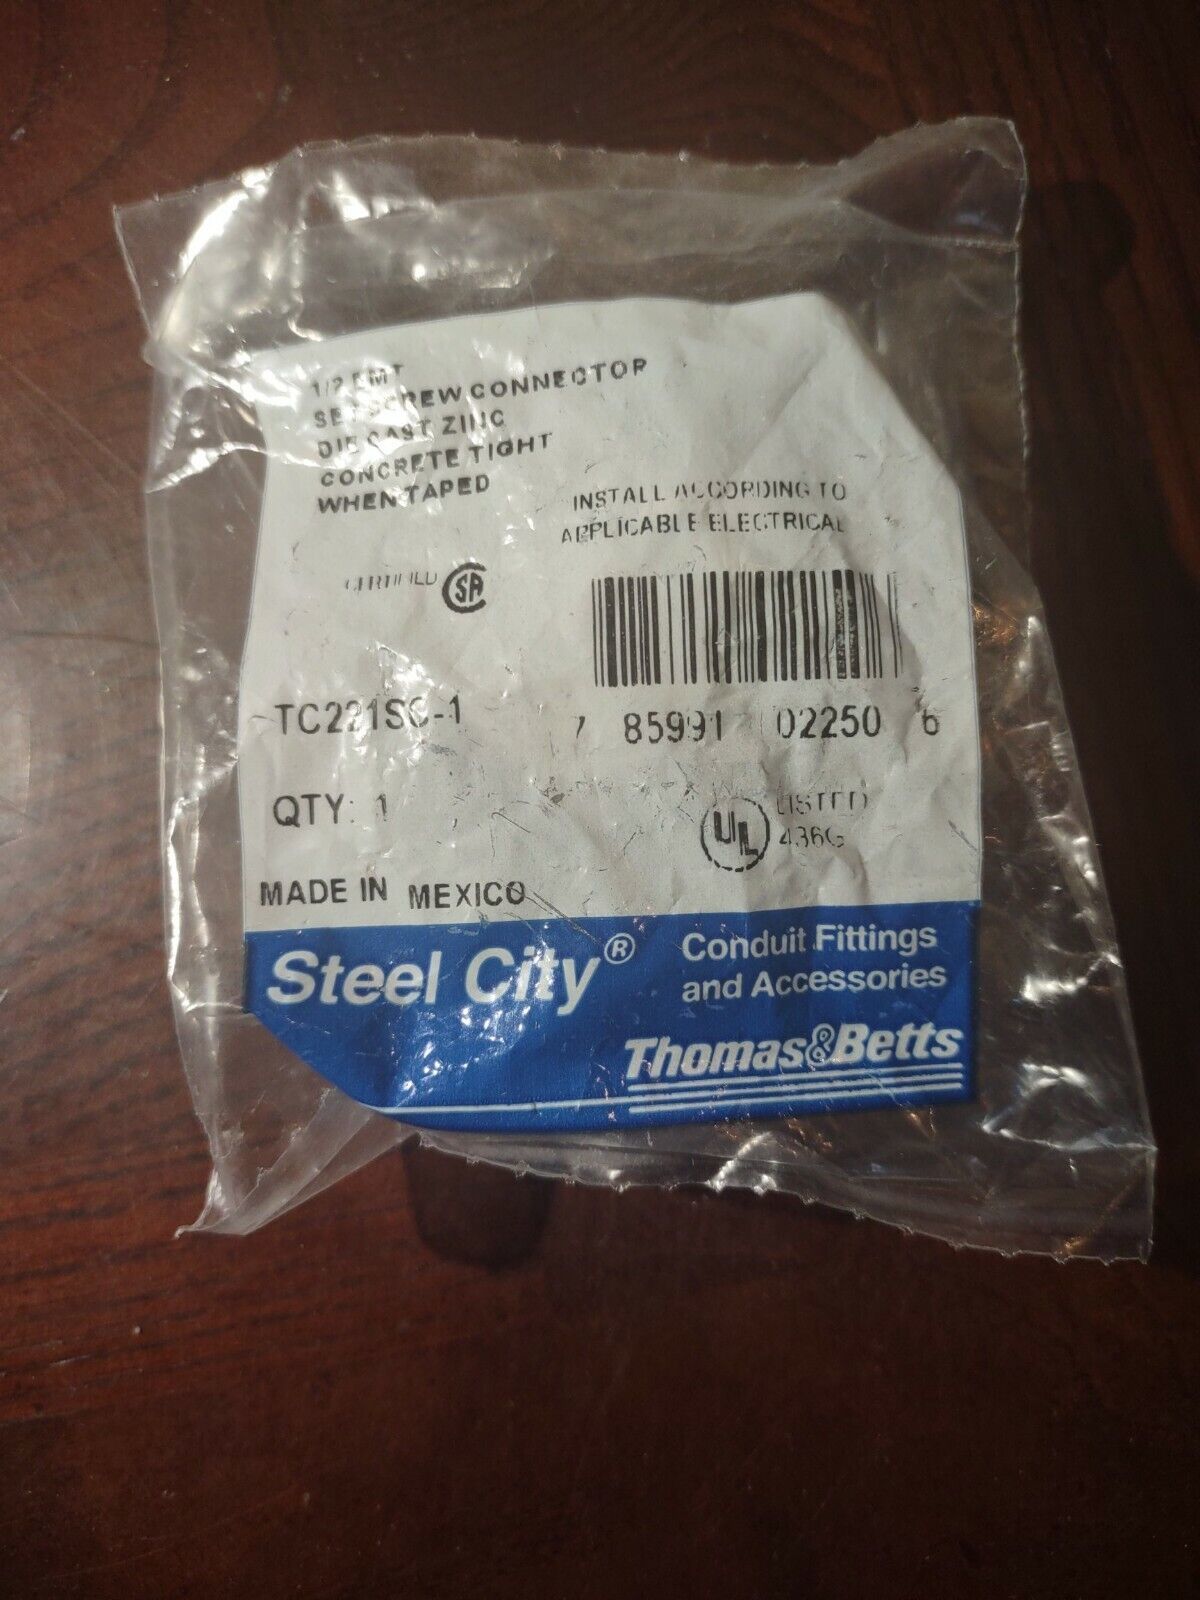 1/2 EMT
SET SCREW CONNECTOR
DIE CAST ZINC
CONCRETE TIGHT
WHEN TAPED
INSTALL ACCORDING TO
APPLICABLE ELECTRICAL
CERTIFIED SA
TC221SC-1
7 85991 02250 6
QTY: 1
UL LISTED
436G
MADE IN MEXICO
Steel City®
Conduit Fittings
and Accessories
Thomas&Betts